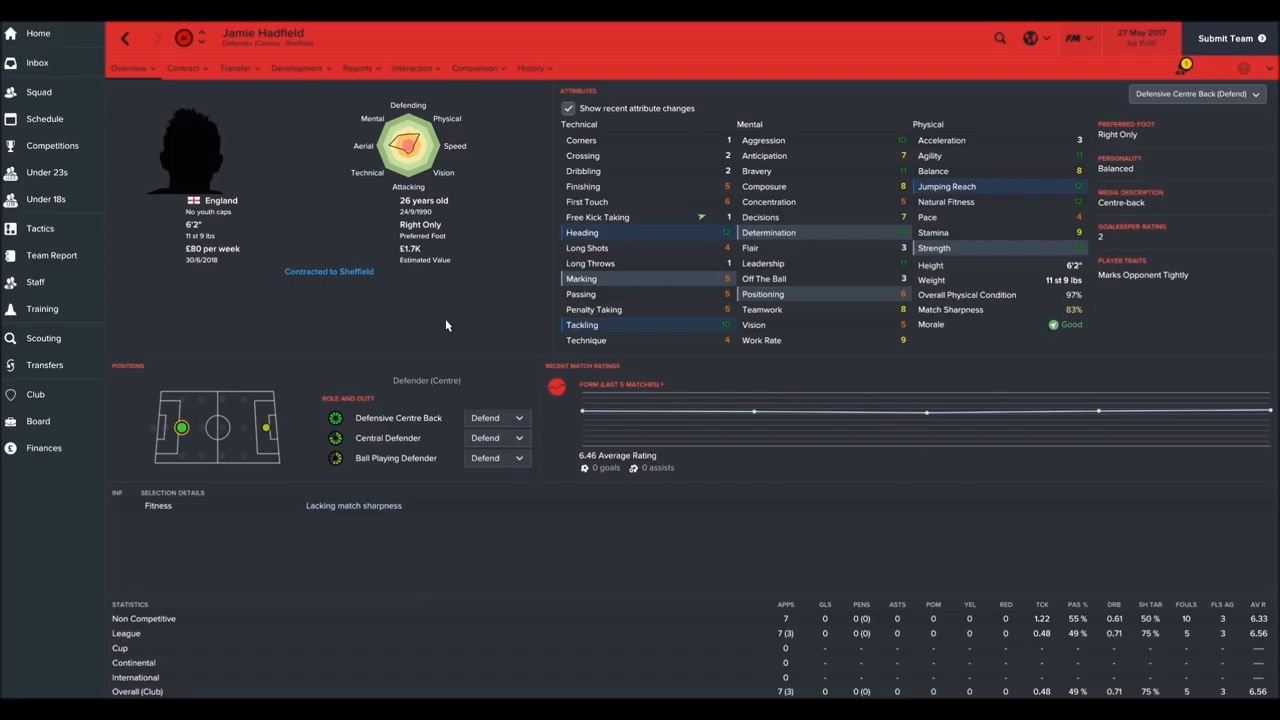 Home
Inbox
Squad
Schedule
Competitions
Under 23s
Under 18s
Tactics
Team Report
Staff
Training
Scouting
Transfers
Club
Board
Finances
Jamie Hadfield
Defender (Centre) - Sheffield
FM
27 May 2017
Sat 15:00
Submit Team
Overview
Contract
Transfer
Development
Reports
Interaction
Comparison
History
1
Defending
Mental Physical
Aerial Speed
Technical Vision
Attacking
England
No youth caps
6'2"
11 st 9 lbs
£80 per week
30/6/2018
26 years old
24/9/1990
Right Only
Preferred Foot
£1.7K
Estimated Value
Contracted to Sheffield
ATTRIBUTES
Show recent attribute changes
Defensive Centre Back (Defend)
Technical
Corners 1
Crossing 2
Dribbling 2
Finishing 5
First Touch 6
Free Kick Taking 1
Heading 12
Long Shots 4
Long Throws 1
Marking 5
Passing 5
Penalty Taking 5
Tackling 10
Technique 4
Mental
Aggression 10
Anticipation 7
Bravery 11
Composure 8
Concentration 5
Decisions 7
Determination
Flair 3
Leadership 11
Off The Ball 3
Positioning 6
Teamwork 8
Vision 5
Work Rate 9
Physical
Acceleration 3
Agility 11
Balance 8
Jumping Reach 12
Natural Fitness 12
Pace 4
Stamina 9
Strength
Height 6'2"
Weight 11 st 9 lbs
Overall Physical Condition 97%
Match Sharpness 83%
Morale Good
PREFERRED FOOT
Right Only
PERSONALITY
Balanced
MEDIA DESCRIPTION
Centre-back
GOALKEEPER RATING
2
PLAYER TRAITS
Marks Opponent Tightly
POSITIONS
Defender (Centre)
ROLE AND DUTY
Defensive Centre Back Defend
Central Defender Defend
Ball Playing Defender Defend
RECENT MATCH RATINGS
FORM (LAST 5 MATCHES) ›
6.46 Average Rating
0 goals 0 assists
INF SELECTION DETAILS
Fitness Lacking match sharpness
STATISTICS APPS GLS PENS ASTS POM YEL RED TCK PAS % DRB SH TAR FOULS FLS AG AV R
Non Competitive 7 0 0 (0) 0 0 0 0 1.22 55 % 0.61 50 % 10 3 6.33
League 7 (3) 0 0 (0) 0 0 0 0 0.48 49 % 0.71 75 % 5 3 6.56
Cup 0 - - - - - - - - - - - - ----
Continental 0 - - - - - - - - - - - - ----
International 0 - - - - - - - - - - - - ----
Overall (Club) 7 (3) 0 0 (0) 0 0 0 0 0.48 49 % 0.71 75 % 5 3 6.56